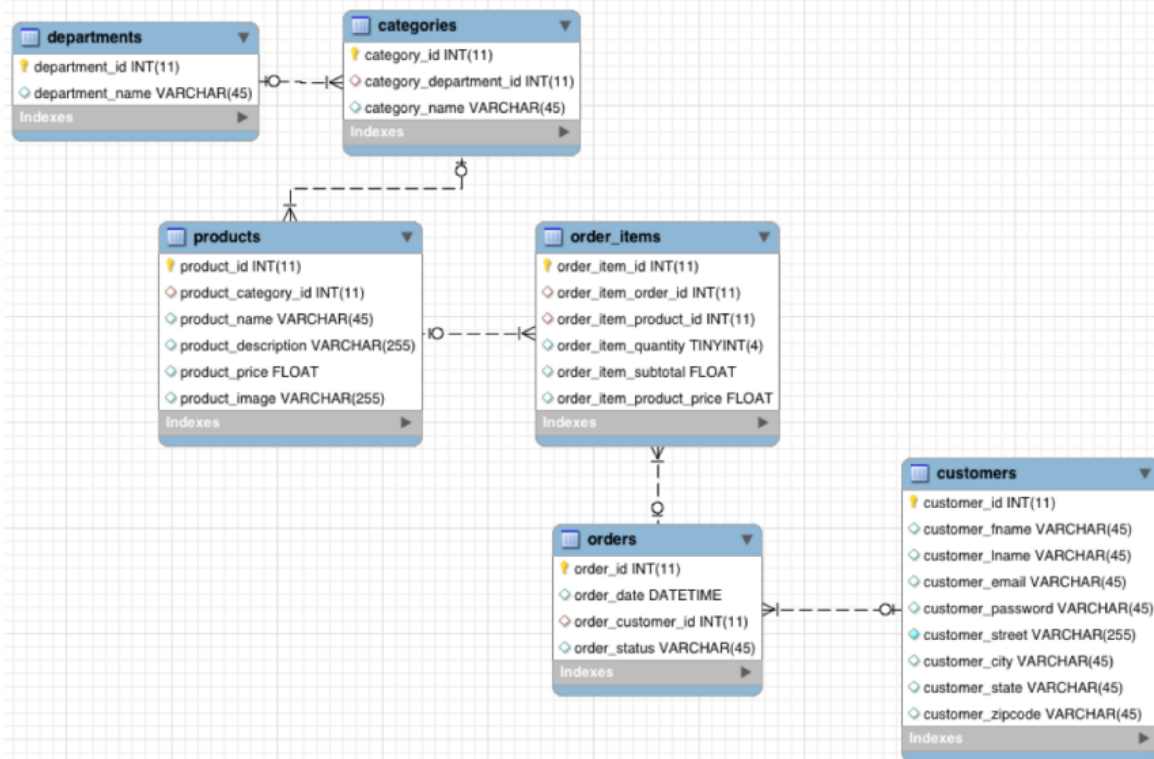 departments
department_id INT(11)
department_name VARCHAR(45)
Indexes
categories
category_id INT(11)
category_department_id INT(11)
category_name VARCHAR(45)
Indexes
products
product_id INT(11)
product_category_id INT(11)
product_name VARCHAR(45)
product_description VARCHAR(255)
product_price FLOAT
product_image VARCHAR(255)
Indexes
order_items
order_item_id INT(11)
order_item_order_id INT(11)
order_item_product_id INT(11)
order_item_quantity TINYINT(4)
order_item_subtotal FLOAT
order_item_product_price FLOAT
Indexes
orders
order_id INT(11)
order_date DATETIME
order_customer_id INT(11)
order_status VARCHAR(45)
Indexes
customers
customer_id INT(11)
customer_fname VARCHAR(45)
customer_lname VARCHAR(45)
customer_email VARCHAR(45)
customer_password VARCHAR(45)
customer_street VARCHAR(255)
customer_city VARCHAR(45)
customer_state VARCHAR(45)
customer_zipcode VARCHAR(45)
Indexes